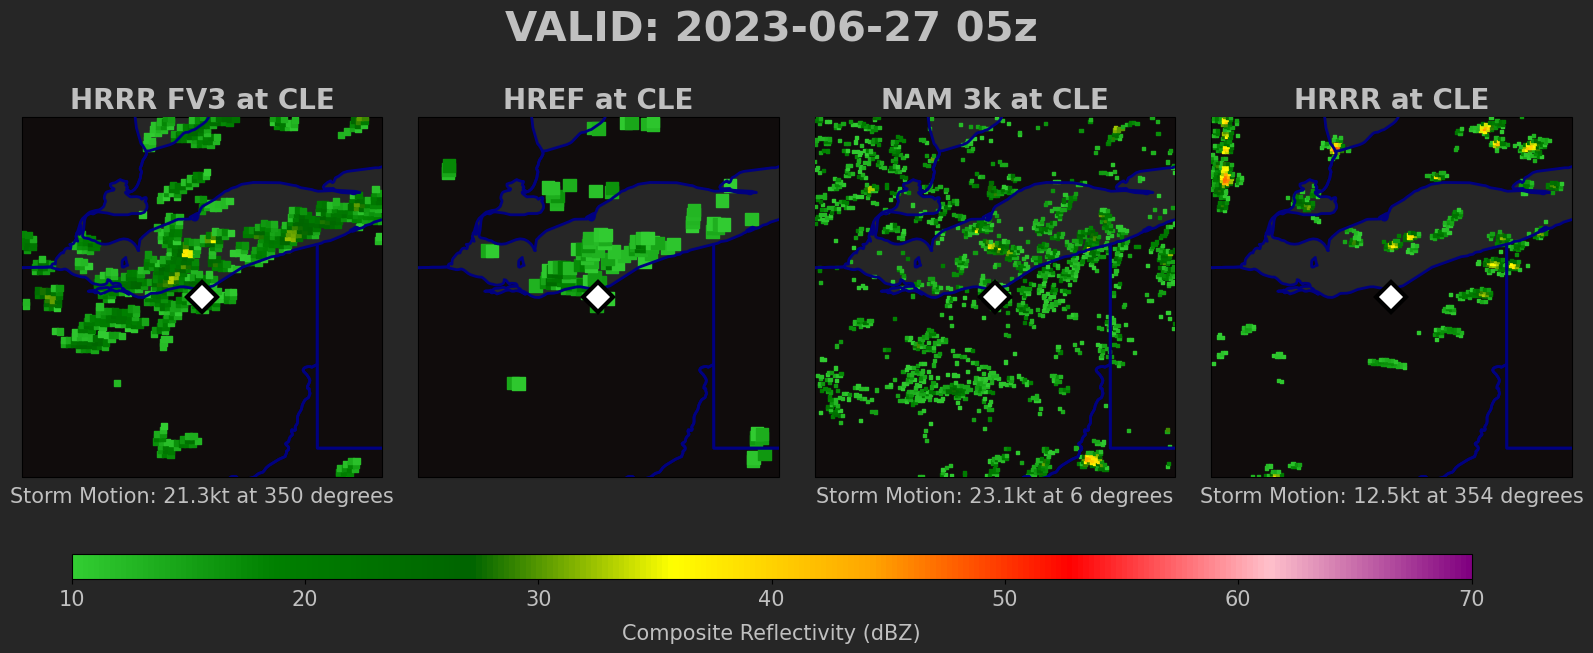 VALID: 2023-06-27 05z
HRRR FV3 at CLE
HREF at CLE
NAM 3k at CLE
HRRR at CLE
Storm Motion: 21.3kt at 350 degrees
Storm Motion: 23.1kt at 6 degrees
Storm Motion: 12.5kt at 354 degrees
10 20 30 40 50 60 70
Composite Reflectivity (dBZ)